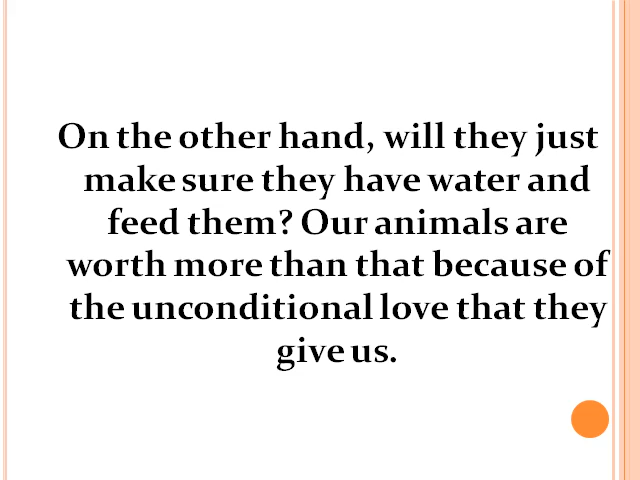 On the other hand, will they just
make sure they have water and
feed them? Our animals are
worth more than that because of
the unconditional love that they
give us.